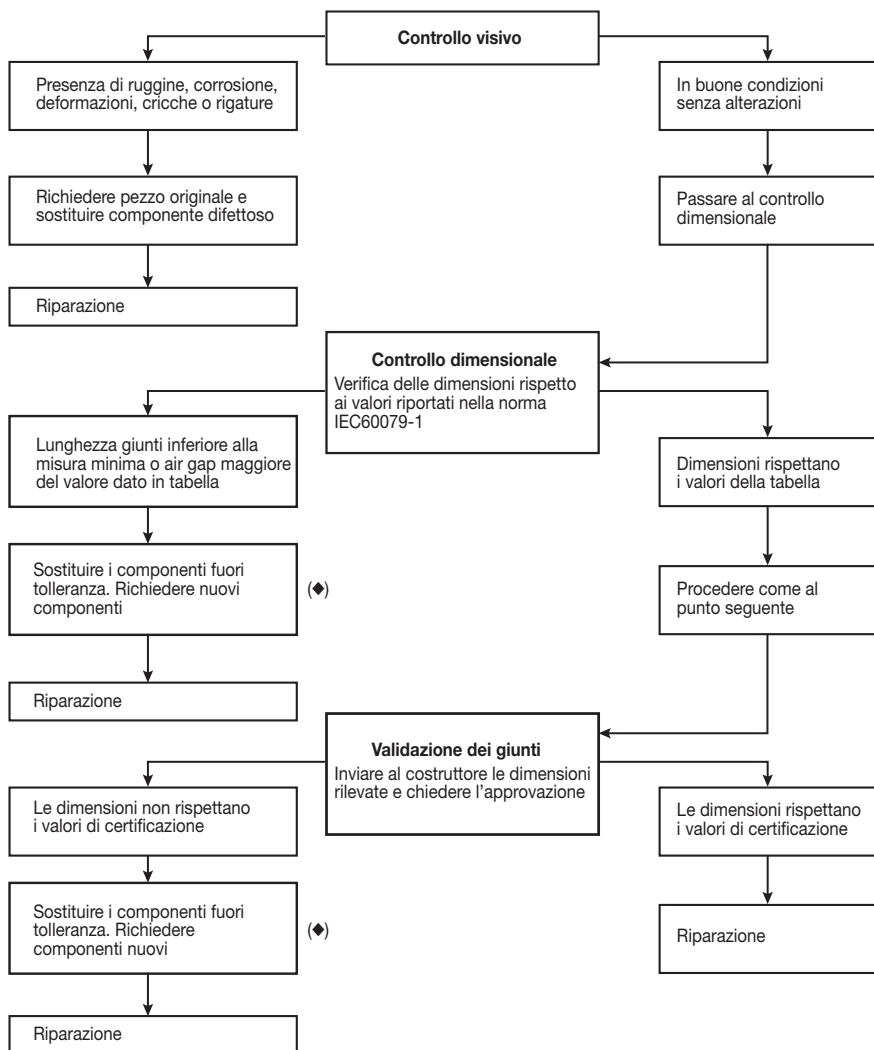 Controllo visivo
Presenza di ruggine, corrosione,
deformazioni, cricche o rigature
In buone condizioni
senza alterazioni
Richiedere pezzo originale e
sostituire componente difettoso
Passare al controllo
dimensionale
Riparazione
Controllo dimensionale
Verifica delle dimensioni rispetto
ai valori riportati nella norma
IEC60079-1
Lunghezza giunti inferiore alla
misura minima o air gap maggiore
del valore dato in tabella
Dimensioni rispettano
i valori della tabella
Sostituire i componenti fuori
tolleranza. Richiedere nuovi
componenti
(♦)
Procedere come al
punto seguente
Riparazione
Validazione dei giunti
Inviare al costruttore le dimensioni
rilevate e chiedere l’approvazione
Le dimensioni non rispettano
i valori di certificazione
Le dimensioni rispettano
i valori di certificazione
Sostituire i componenti fuori
tolleranza. Richiedere
componenti nuovi
(♦)
Riparazione
Riparazione